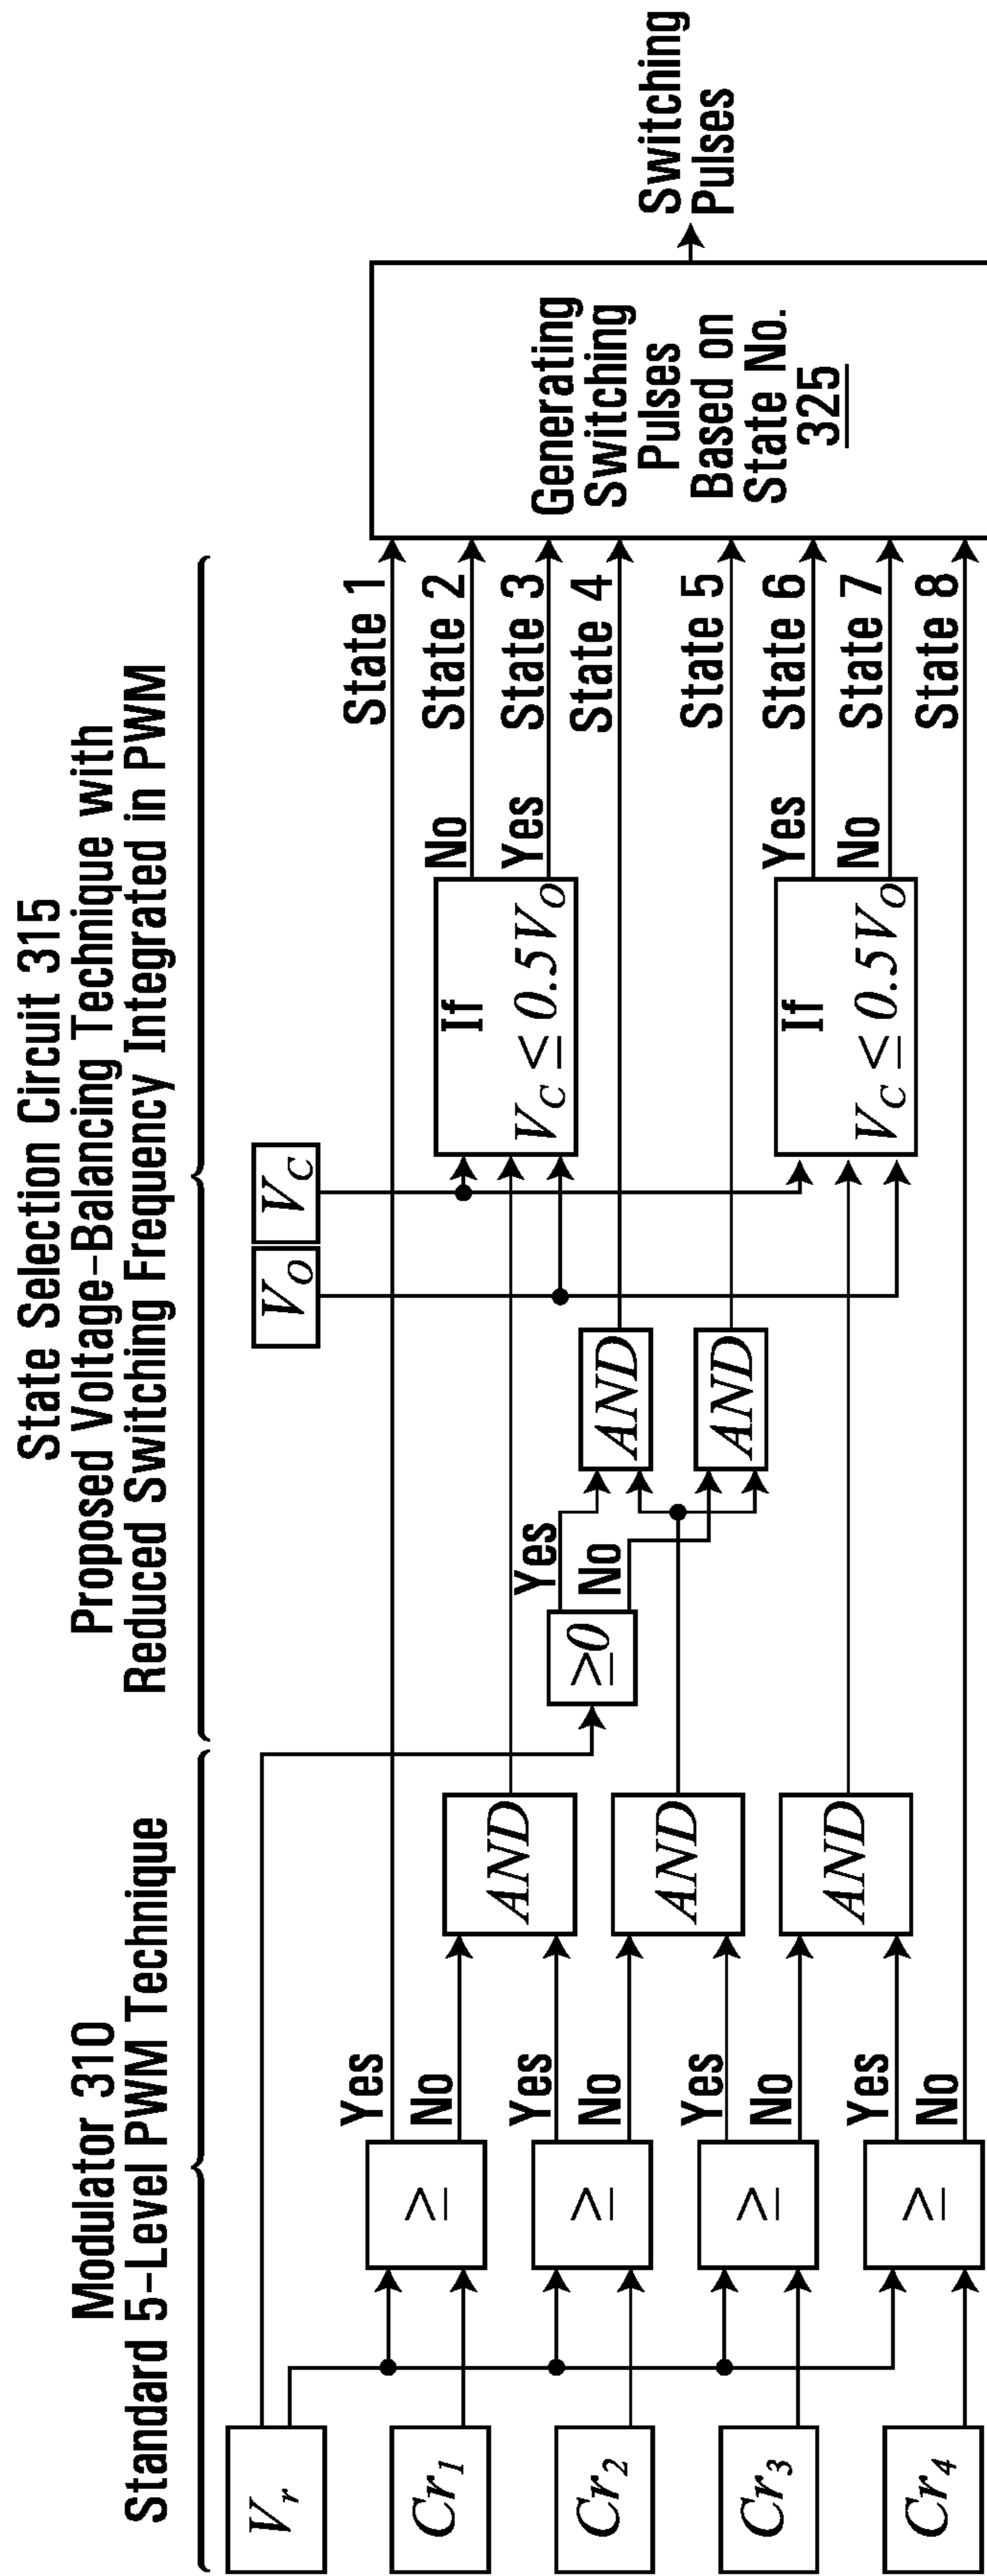 State Selection Circuit 315
Proposed Voltage-Balancing Technique with
Reduced Switching Frequency Integrated in PWM
Modulator 310
Standard 5-Level PWM Technique
V_r
Cr_1
Cr_2
Cr_3
Cr_4
≥
≥
≥
≥
Yes
No
Yes
No
Yes
No
Yes
No
AND
AND
AND
≥0
Yes
No
AND
AND
V_O
V_C
If
V_C ≤ 0.5V_O
If
V_C ≤ 0.5V_O
No
Yes
Yes
No
State 1
State 2
State 3
State 4
State 5
State 6
State 7
State 8
Generating
Switching
Pulses
Based on
State No.
325
Switching
Pulses